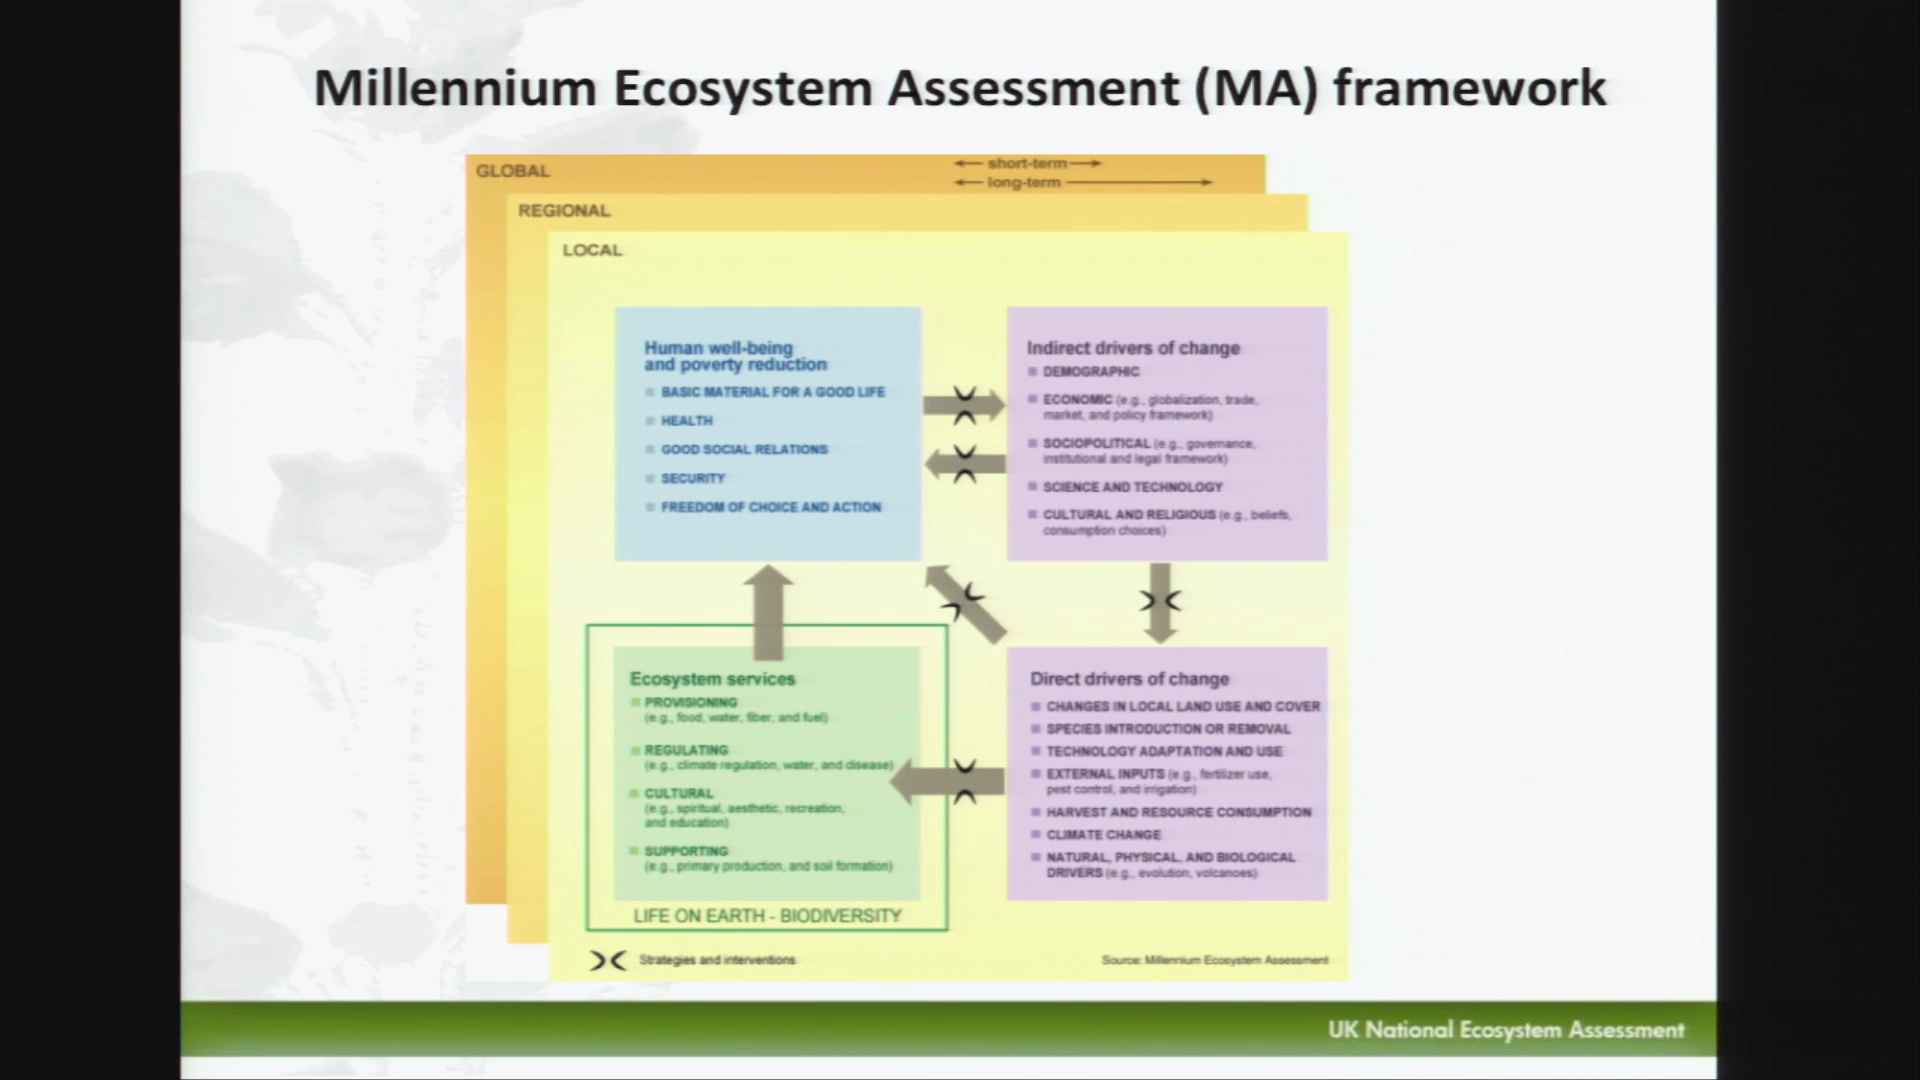 Millennium Ecosystem Assessment (MA) framework
GLOBAL
short-term
long-term
REGIONAL
LOCAL
Human well-being
and poverty reduction
BASIC MATERIAL FOR A GOOD LIFE
HEALTH
GOOD SOCIAL RELATIONS
SECURITY
FREEDOM OF CHOICE AND ACTION
Indirect drivers of change
DEMOGRAPHIC
ECONOMIC (e.g., globalization, trade,
market, and policy framework)
SOCIOPOLITICAL (e.g., governance,
institutional and legal framework)
SCIENCE AND TECHNOLOGY
CULTURAL AND RELIGIOUS (e.g., beliefs,
consumption choices)
Ecosystem services
PROVISIONING
(e.g., food, water, fiber, and fuel)
REGULATING
(e.g., climate regulation, water, and disease)
CULTURAL
(e.g., spiritual, aesthetic, recreation,
and education)
SUPPORTING
(e.g., primary production, and soil formation)
LIFE ON EARTH - BIODIVERSITY
Direct drivers of change
CHANGES IN LOCAL LAND USE AND COVER
SPECIES INTRODUCTION OR REMOVAL
TECHNOLOGY ADAPTATION AND USE
EXTERNAL INPUTS (e.g., fertilizer use,
pest control, and irrigation)
HARVEST AND RESOURCE CONSUMPTION
CLIMATE CHANGE
NATURAL, PHYSICAL, AND BIOLOGICAL
DRIVERS (e.g., evolution, volcanoes)
Strategies and interventions
Source: Millennium Ecosystem Assessment
UK National Ecosystem Assessment